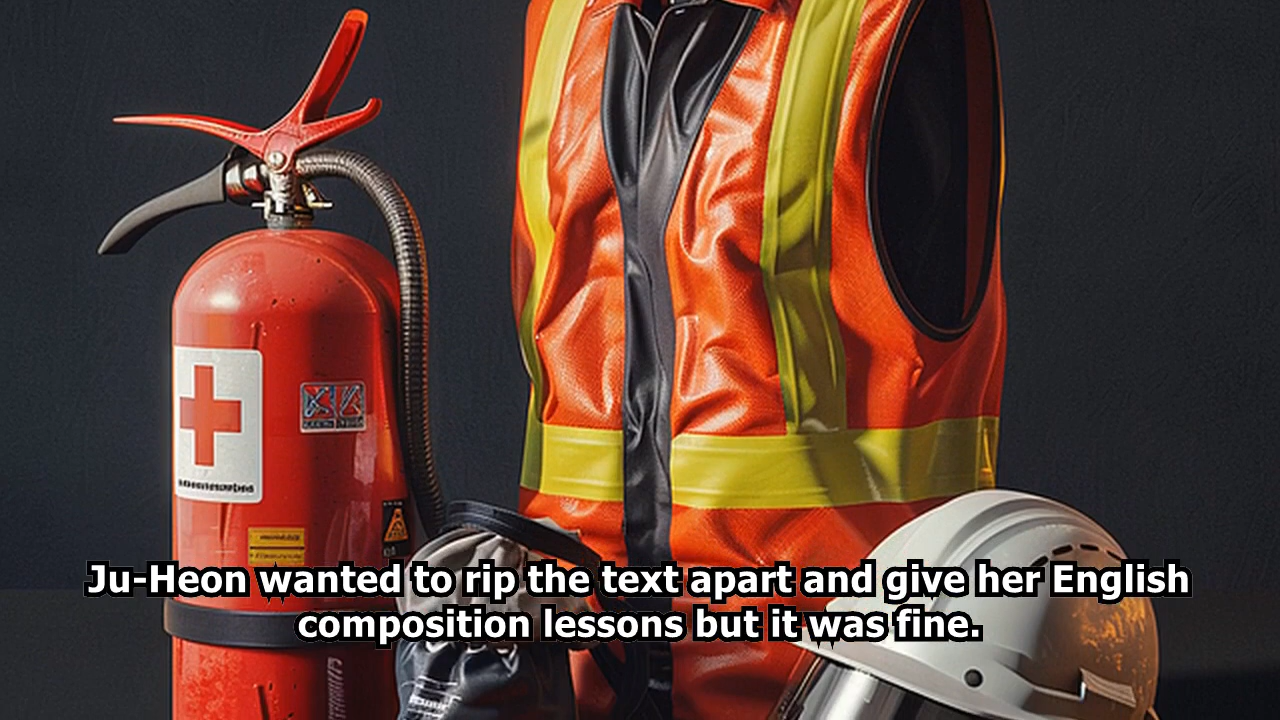 Ju-Heon wanted to rip the text apart and give her English
composition lessons but it was fine.